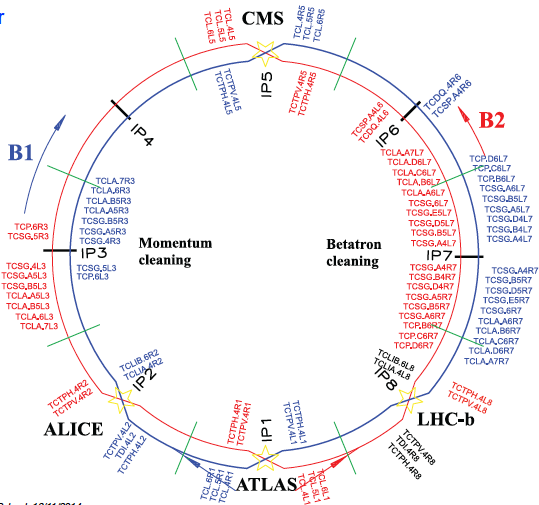 r
CMS
TCL.4L5
TCL.5L5
TCL.6L5
TCL.4R5
TCL.5R5
TCL.6R5
TCTPV.4L5
TCTPH.4L5
IP5
TCTPV.4R5
TCTPH.4R5
TCDQ.4R6
TCSP.A4R6
TCSP.A4L6
TCDQ.4L6
IP6
IP4
B1
B2
TCLA.7R3
TCLA.6R3
TCLA.B5R3
TCLA.A5R3
TCSG.B5R3
TCSG.A5R3
TCSG.4R3
TCP.6R3
TCSG.5R3
IP3
TCSG.5L3
TCP.6L3
TCSG.4L3
TCSG.A5L3
TCSG.B5L3
TCLA.A5L3
TCLA.B5L3
TCLA.6L3
TCLA.7L3
Momentum
cleaning
Betatron
cleaning
TCLA.A7L7
TCLA.D6L7
TCLA.C6L7
TCLA.B6L7
TCLA.A6L7
TCSG.6L7
TCSG.E5L7
TCSG.D5L7
TCSG.B5L7
TCSG.A4L7
TCP.D6L7
TCP.C6L7
TCP.B6L7
TCSG.A6L7
TCSG.B5L7
TCSG.A5L7
TCSG.D4L7
TCSG.B4L7
TCSG.A4L7
IP7
TCSG.A4R7
TCSG.B4R7
TCSG.D4R7
TCSG.A5R7
TCSG.B5R7
TCSG.A6R7
TCP.B6R7
TCP.C6R7
TCP.D6R7
TCSG.A4R7
TCSG.B5R7
TCSG.D5R7
TCSG.E5R7
TCSG.6R7
TCLA.A6R7
TCLA.B6R7
TCLA.C6R7
TCLA.D6R7
TCLA.A7R7
TCLIB.6R2
TCLIA.4R2
IP2
TCTPH.4R2
TCTPV.4R2
ALICE
TCTPV.4L2
TDI.4L2
TCTPH.4L2
TCLIB.6L8
TCLIA.4L8
IP8
TCTPH.4L8
TCTPV.4L8
LHC-b
TCTPV.4R8
TDI.4R8
TCTPH.4R8
TCTPH.4R1
TCTPV.4R1
IP1
TCTPH.4L1
TCTPV.4L1
TCL.6R1
TCL.5R1
TCL.4R1
ATLAS
TCL.6L1
TCL.5L1
TCL.4L1